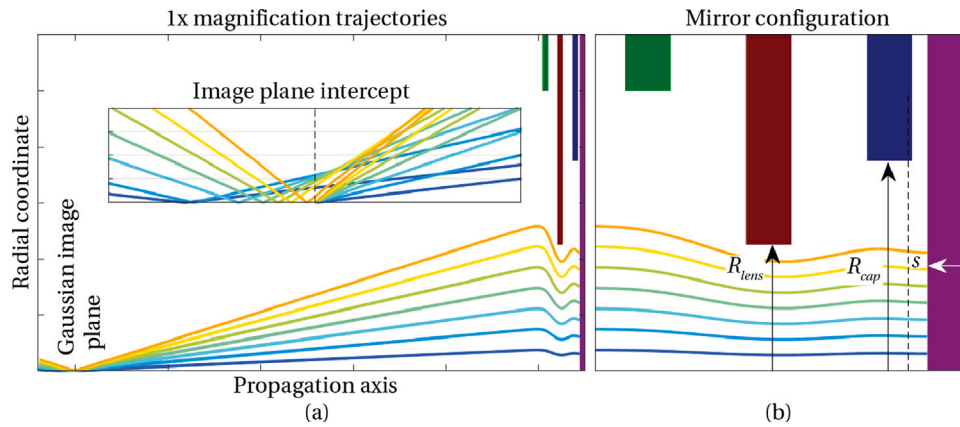 1x magnification trajectories
Radial coordinate
Image plane intercept
Gaussian image
plane
Propagation axis
(a)
Mirror configuration
R_lens
R_cap
s
(b)